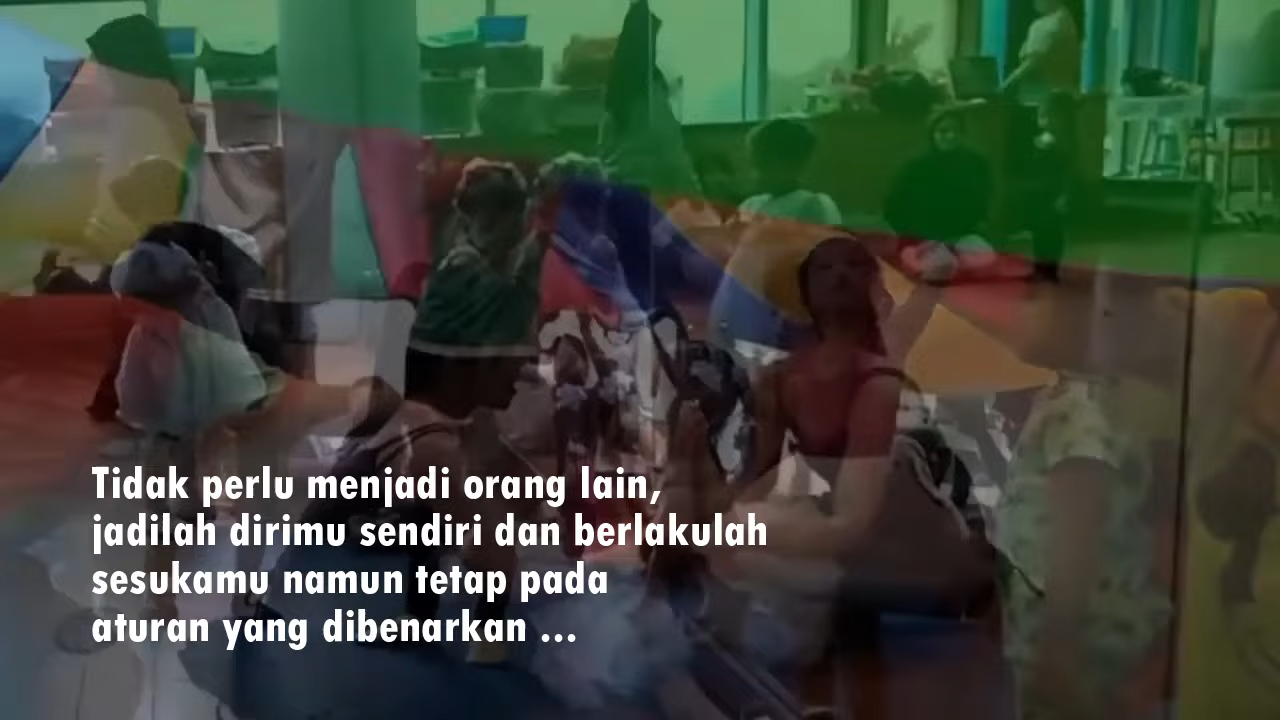 Tidak perlu menjadi orang lain,
jadilah dirimu sendiri dan berlakulah
sesukamu namun tetap pada
aturan yang dibenarkan ...